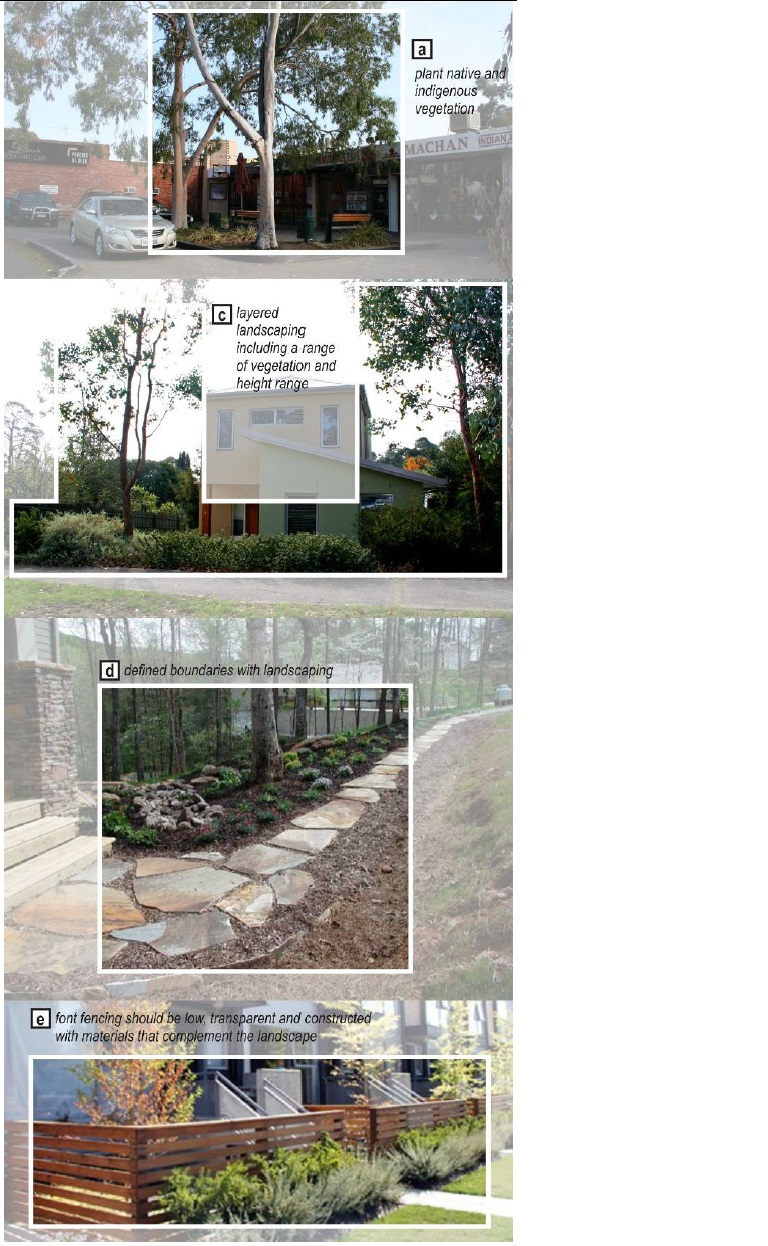 a
plant native and
indigenous
vegetation
MACHAN
INDIAN
c
layered
landscaping
including a range
of vegetation and
height range
d
defined boundaries with landscaping
e
font fencing should be low, transparent and constructed
with materials that complement the landscape